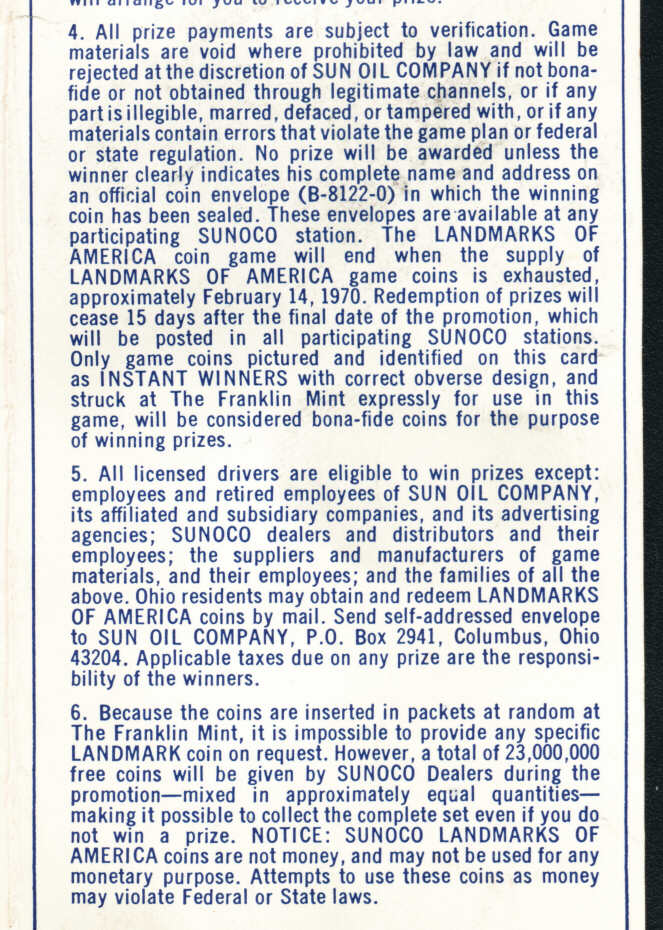 will arrange for you to receive your prize.
4. All prize payments are subject to verification. Game
materials are void where prohibited by law and will be
rejected at the discretion of SUN OIL COMPANY if not bona-
fide or not obtained through legitimate channels, or if any
part is illegible, marred, defaced, or tampered with, or if any
materials contain errors that violate the game plan or federal
or state regulation. No prize will be awarded unless the
winner clearly indicates his complete name and address on
an official coin envelope (B-8122-0) in which the winning
coin has been sealed. These envelopes are available at any
participating SUNOCO station. The LANDMARKS OF
AMERICA coin game will end when the supply of
LANDMARKS OF AMERICA game coins is exhausted,
approximately February 14, 1970. Redemption of prizes will
cease 15 days after the final date of the promotion, which
will be posted in all participating SUNOCO stations.
Only game coins pictured and identified on this card
as INSTANT WINNERS with correct obverse design, and
struck at The Franklin Mint expressly for use in this
game, will be considered bona-fide coins for the purpose
of winning prizes.
5. All licensed drivers are eligible to win prizes except:
employees and retired employees of SUN OIL COMPANY,
its affiliated and subsidiary companies, and its advertising
agencies; SUNOCO dealers and distributors and their
employees; the suppliers and manufacturers of game
materials, and their employees; and the families of all the
above. Ohio residents may obtain and redeem LANDMARKS
OF AMERICA coins by mail. Send self-addressed envelope
to SUN OIL COMPANY, P.O. Box 2941, Columbus, Ohio
43204. Applicable taxes due on any prize are the responsi-
bility of the winners.
6. Because the coins are inserted in packets at random at
The Franklin Mint, it is impossible to provide any specific
LANDMARK coin on request. However, a total of 23,000,000
free coins will be given by SUNOCO Dealers during the
promotion—mixed in approximately equal quantities—
making it possible to collect the complete set even if you do
not win a prize. NOTICE: SUNOCO LANDMARKS OF
AMERICA coins are not money, and may not be used for any
monetary purpose. Attempts to use these coins as money
may violate Federal or State laws.